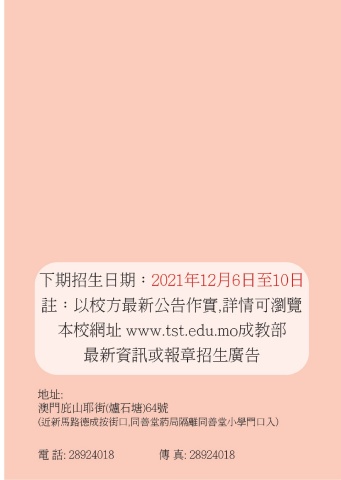 下期招生日期：2021年12月6日至10日
註：以校方最新公告作實,詳情可瀏覽
本校網址 www.tst.edu.mo成教部
最新資訊或報章招生廣告
地址:
澳門庇山耶街(爐石塘)64號
(近新馬路德成按街口,同善堂葯局隔離同善堂小學門口入)
電 話: 28924018 傳 真: 28924018